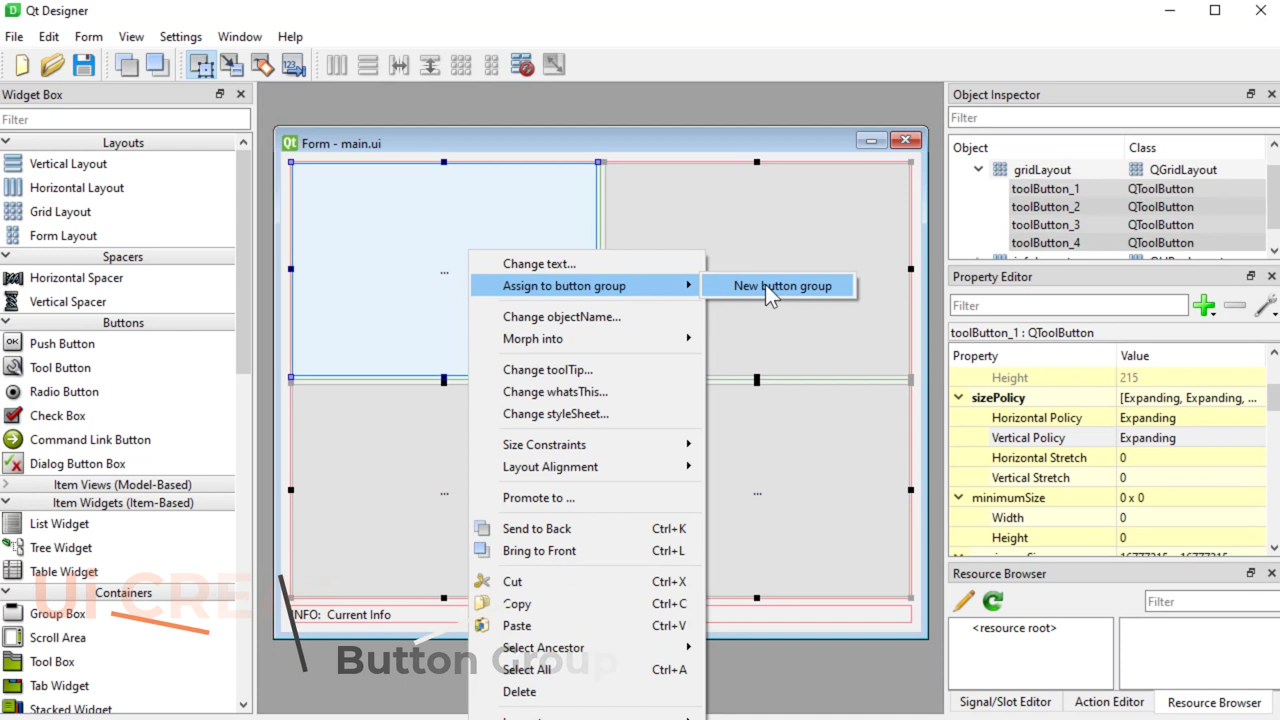 Qt Designer
File Edit Form View Settings Window Help
Widget Box
Filter
Layouts
Vertical Layout
Horizontal Layout
Grid Layout
Form Layout
Spacers
Horizontal Spacer
Vertical Spacer
Buttons
OK Push Button
Tool Button
Radio Button
Check Box
Command Link Button
Dialog Button Box
Item Views (Model-Based)
Item Widgets (Item-Based)
List Widget
Tree Widget
Table Widget
Containers
Group Box
Scroll Area
Tool Box
Tab Widget
Stacked Widget
Qt Form - main.ui
...
...
...
INFO: Current Info
Change text...
Assign to button group
New button group
Change objectName...
Morph into
Change toolTip...
Change whatsThis...
Change styleSheet...
Size Constraints
Layout Alignment
Promote to ...
Send to Back Ctrl+K
Bring to Front Ctrl+L
Cut Ctrl+X
Copy Ctrl+C
Paste Ctrl+V
Select Ancestor
Select All Ctrl+A
Delete
Button Group
Object Inspector
Filter
Object Class
gridLayout QGridLayout
toolButton_1 QToolButton
toolButton_2 QToolButton
toolButton_3 QToolButton
toolButton_4 QToolButton
Property Editor
Filter
toolButton_1 : QToolButton
Property Value
Height 215
sizePolicy [Expanding, Expanding, ...
Horizontal Policy Expanding
Vertical Policy Expanding
Horizontal Stretch 0
Vertical Stretch 0
minimumSize 0 x 0
Width 0
Height 0
Resource Browser
Filter
<resource root>
Signal/Slot Editor Action Editor Resource Browser